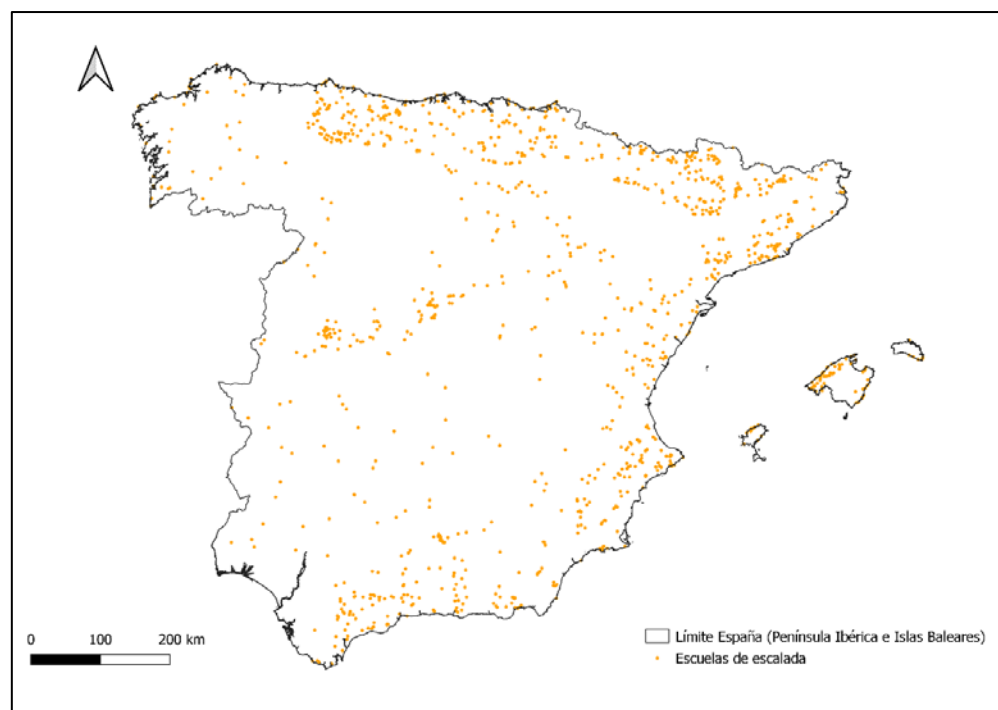 0 100 200 km
Límite España (Península Ibérica e Islas Baleares)
Escuelas de escalada